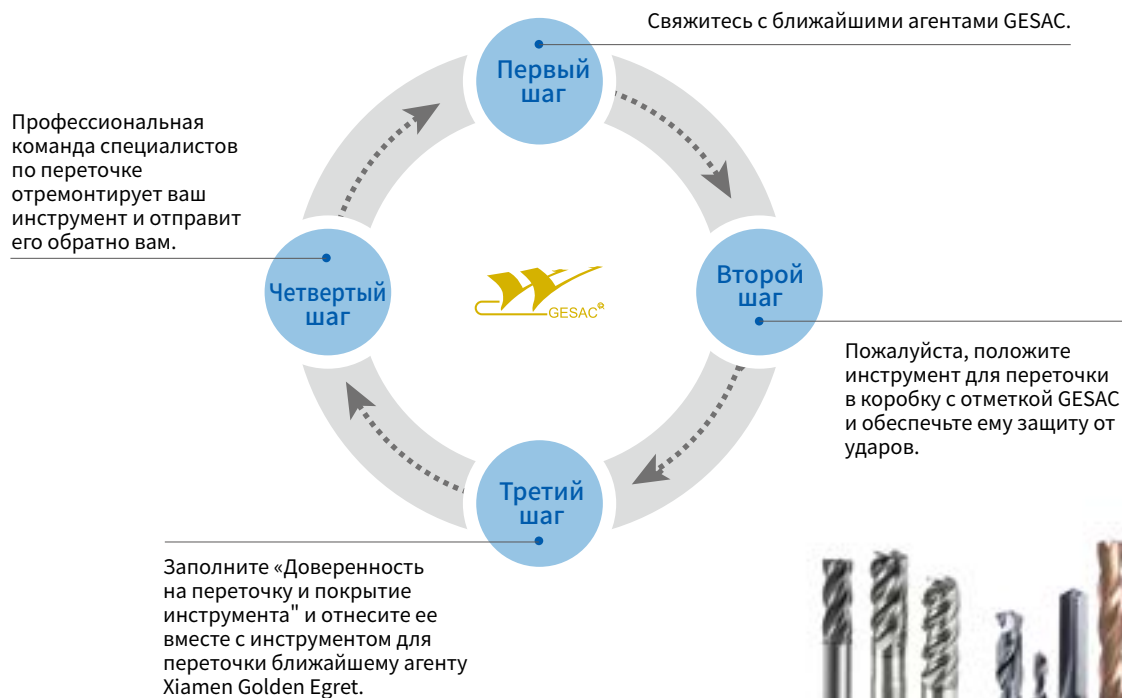 Свяжитесь с ближайшими агентами GESAC.
Первый
шаг
Профессиональная
команда специалистов
по переточке
отремонтирует ваш
инструмент и отправит
его обратно вам.
Четвертый
шаг
GESAC®
Второй
шаг
Пожалуйста, положите
инструмент для переточки
в коробку с отметкой GESAC
и обеспечьте ему защиту от
ударов.
Третий
шаг
Заполните «Доверенность
на переточку и покрытие
инструмента" и отнесите ее
вместе с инструментом для
переточки ближайшему агенту
Xiamen Golden Egret.